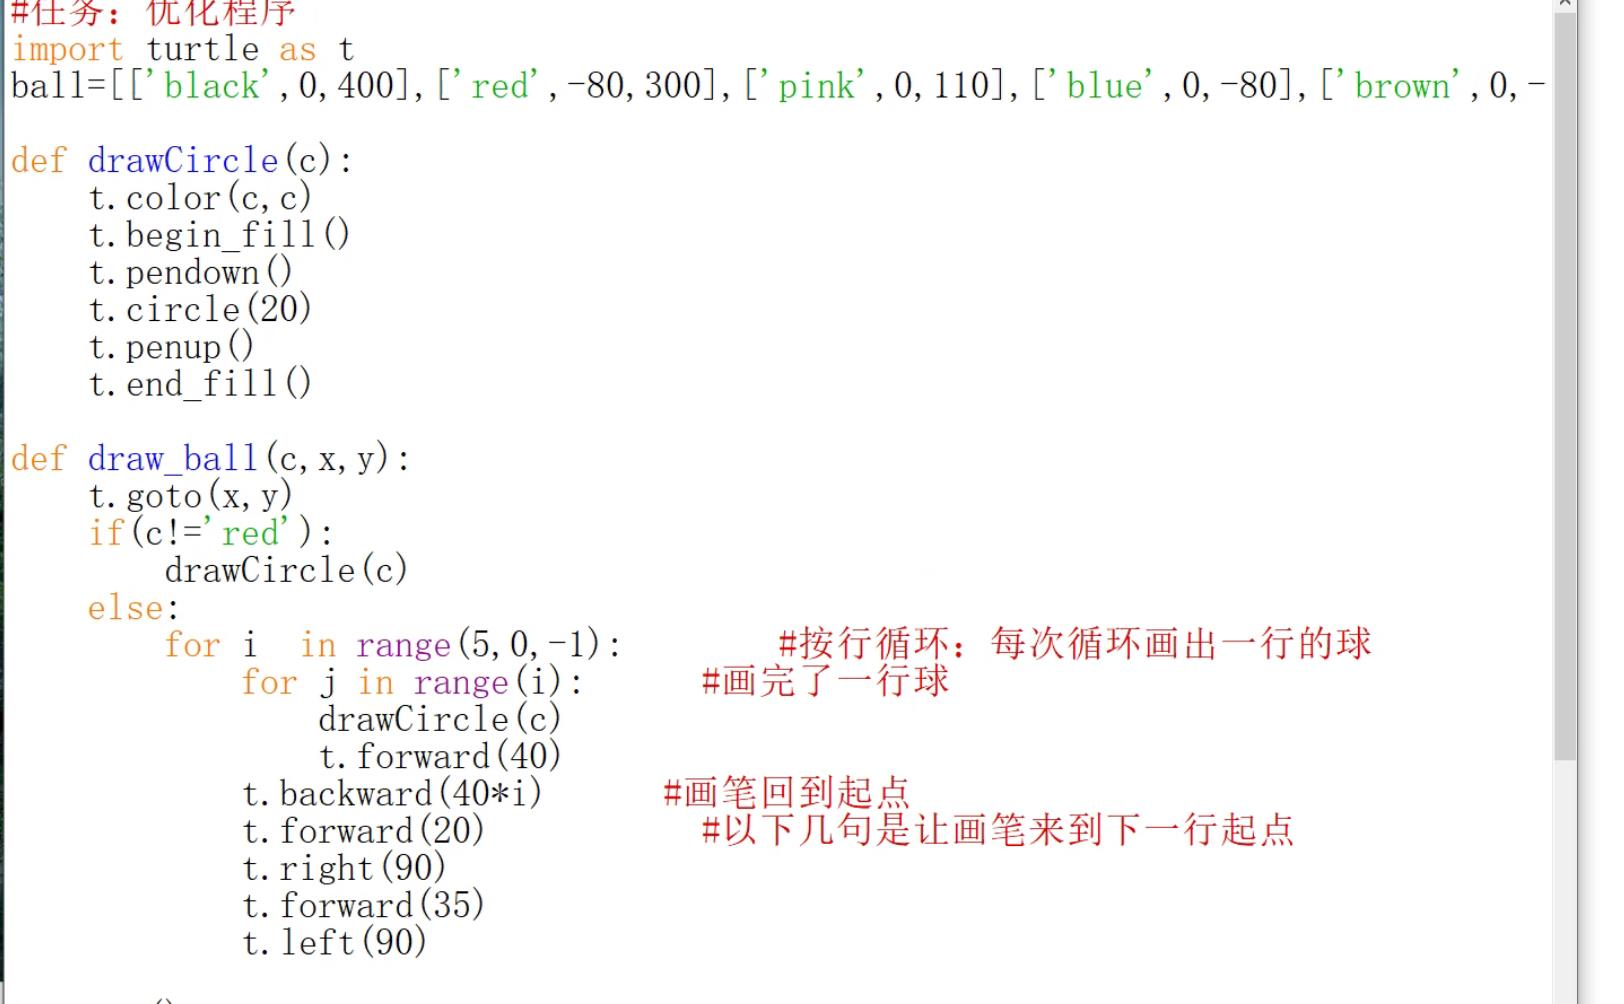 #任务：优化程序
import turtle as t
ball=[['black',0,400],['red',-80,300],['pink',0,110],['blue',0,-80],['brown',0,-
def drawCircle(c):
    t.color(c,c)
    t.begin_fill()
    t.pendown()
    t.circle(20)
    t.penup()
    t.end_fill()
def draw_ball(c,x,y):
    t.goto(x,y)
    if(c!='red'):
        drawCircle(c)
    else:
        for i  in range(5,0,-1):        #按行循环：每次循环画出一行的球
            for j in range(i):      #画完了一行球
                drawCircle(c)
                t.forward(40)
            t.backward(40*i)      #画笔回到起点
            t.forward(20)           #以下几句是让画笔来到下一行起点
            t.right(90)
            t.forward(35)
            t.left(90)